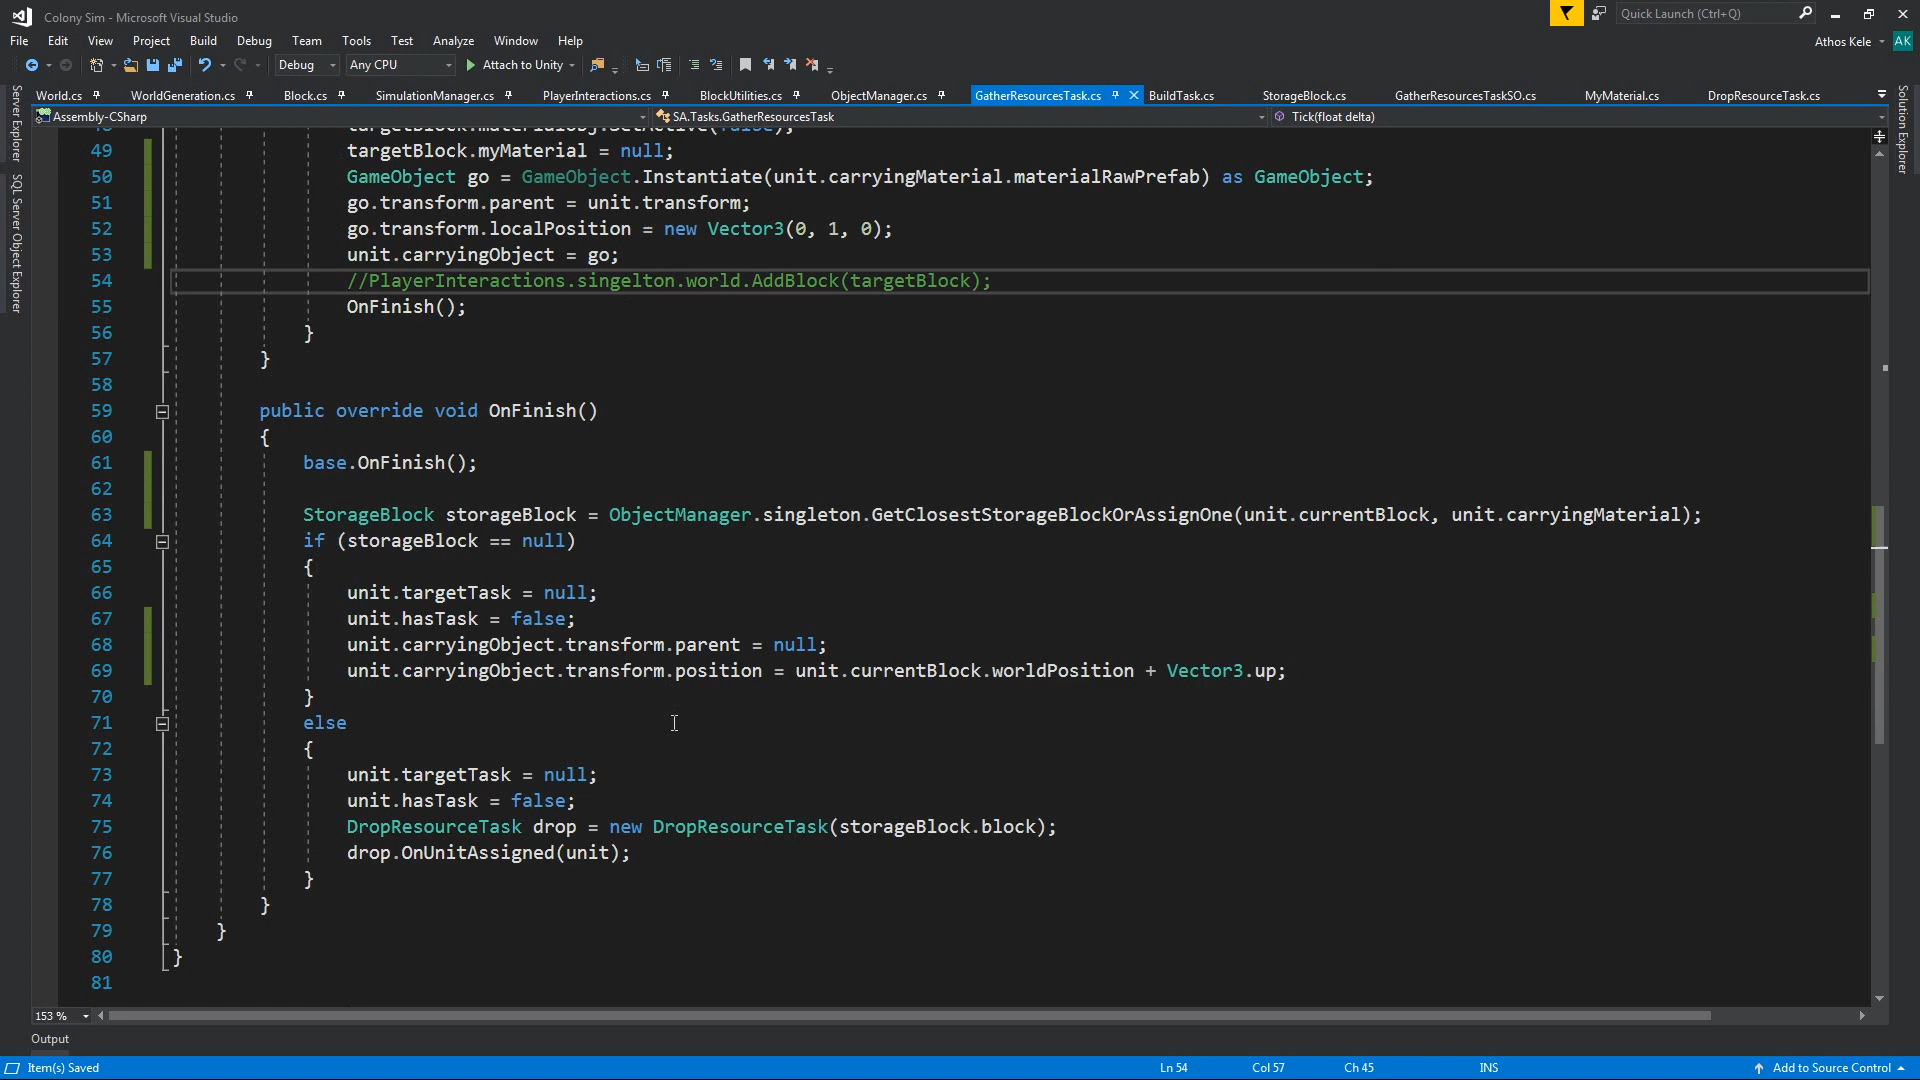 Colony Sim - Microsoft Visual Studio
Quick Launch (Ctrl+Q)
File Edit View Project Build Debug Team Tools Test Analyze Window Help
Athos Kele AK
Debug Any CPU Attach to Unity
World.cs WorldGeneration.cs Block.cs SimulationManager.cs PlayerInteractions.cs BlockUtilities.cs ObjectManager.cs GatherResourcesTask.cs BuildTask.cs StorageBlock.cs GatherResourcesTaskSO.cs MyMaterial.cs DropResourceTask.cs
Server Explorer
SQL Server Object Explorer
Solution Explorer
Assembly-CSharp SA.Tasks.GatherResourcesTask Tick(float delta)
49 targetBlock.myMaterial = null;
50 GameObject go = GameObject.Instantiate(unit.carryingMaterial.materialRawPrefab) as GameObject;
51 go.transform.parent = unit.transform;
52 go.transform.localPosition = new Vector3(0, 1, 0);
53 unit.carryingObject = go;
54 //PlayerInteractions.singelton.world.AddBlock(targetBlock);
55 OnFinish();
56 }
57 }
58
59 public override void OnFinish()
60 {
61 base.OnFinish();
62
63 StorageBlock storageBlock = ObjectManager.singleton.GetClosestStorageBlockOrAssignOne(unit.currentBlock, unit.carryingMaterial);
64 if (storageBlock == null)
65 {
66 unit.targetTask = null;
67 unit.hasTask = false;
68 unit.carryingObject.transform.parent = null;
69 unit.carryingObject.transform.position = unit.currentBlock.worldPosition + Vector3.up;
70 }
71 else
72 {
73 unit.targetTask = null;
74 unit.hasTask = false;
75 DropResourceTask drop = new DropResourceTask(storageBlock.block);
76 drop.OnUnitAssigned(unit);
77 }
78 }
79 }
80 }
81
153 %
Output
Item(s) Saved Ln 54 Col 57 Ch 45 INS Add to Source Control